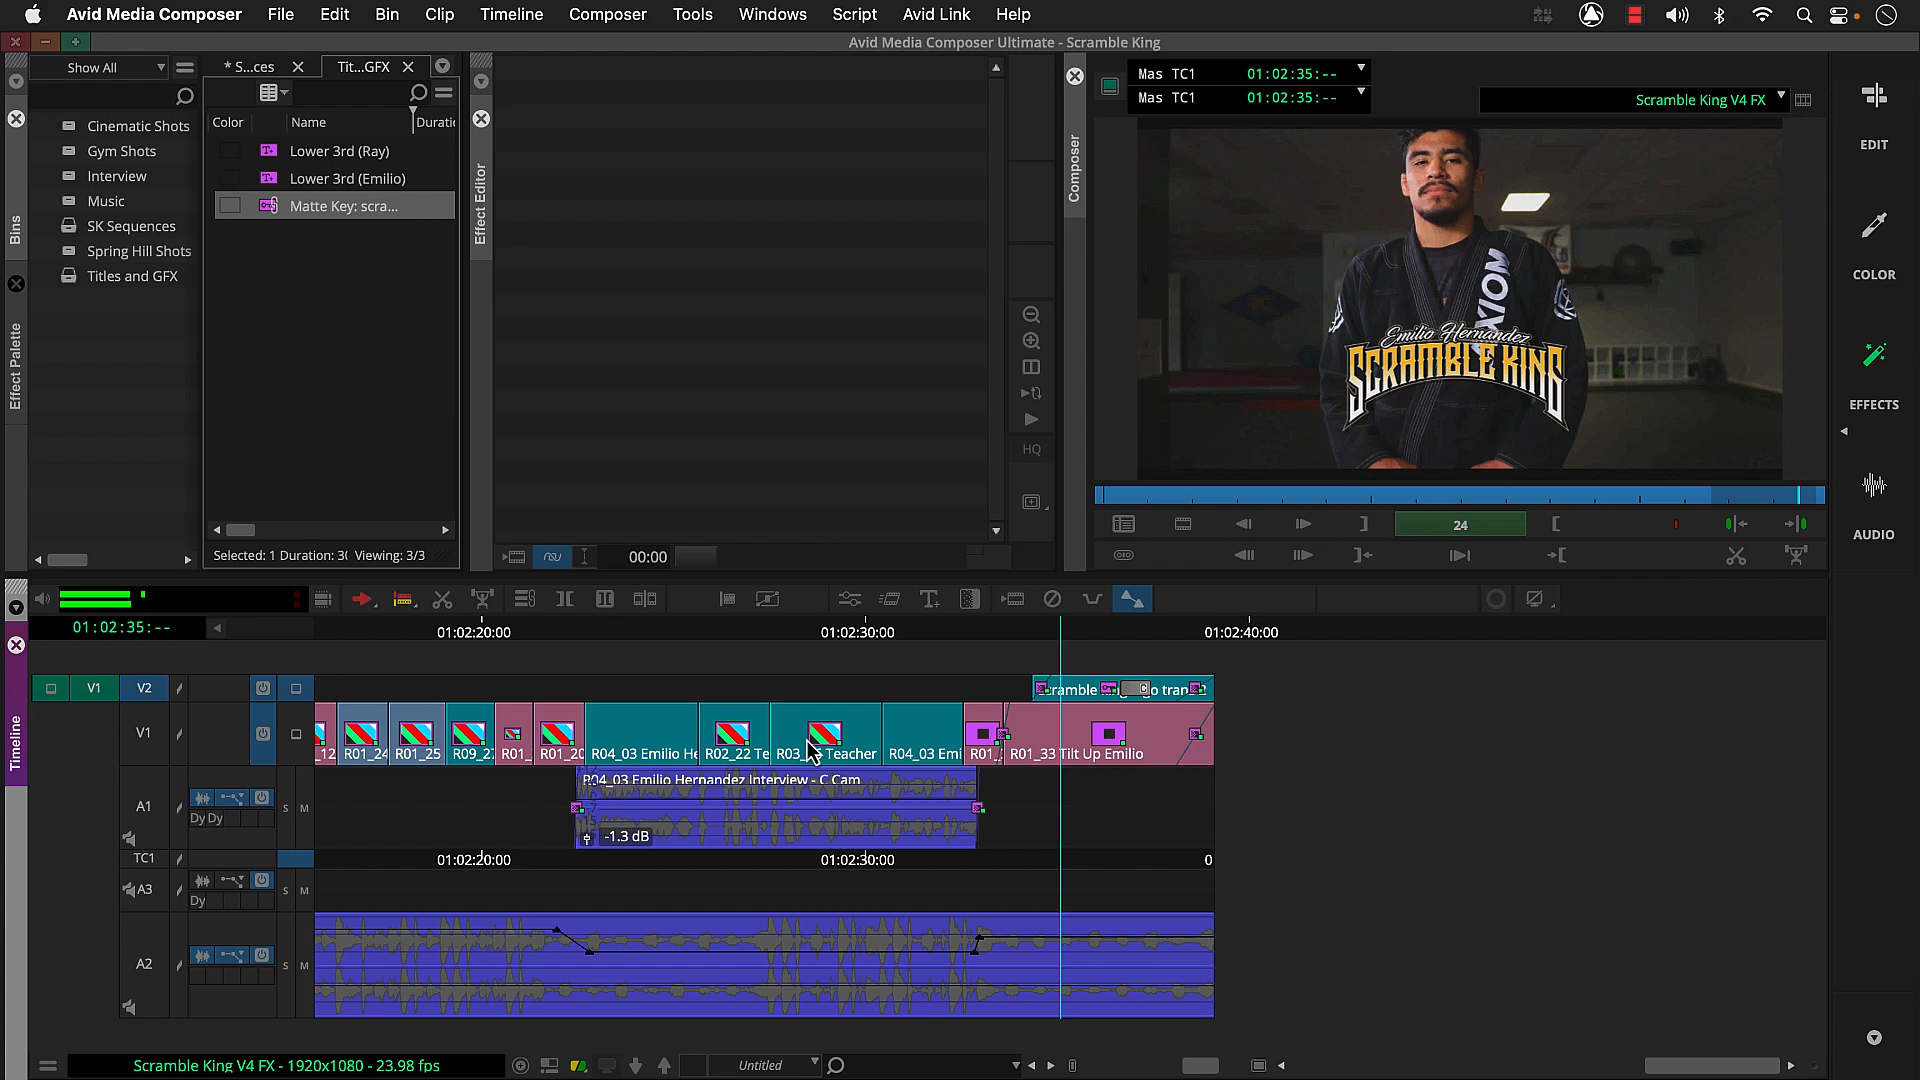 Avid Media Composer File Edit Bin Clip Timeline Composer Tools Windows Script Avid Link Help
Avid Media Composer Ultimate - Scramble King
Show All
* S...ces
Tit...GFX
Color Name Duratic
Cinematic Shots
Gym Shots
Interview
Music
SK Sequences
Spring Hill Shots
Titles and GFX
Lower 3rd (Ray)
Lower 3rd (Emilio)
Matte Key: scra...
Selected: 1 Duration: 3( Viewing: 3/3
Bins
Effect Palette
Effect Editor
HQ
00:00
Composer
Mas TC1 01:02:35:--
Mas TC1 01:02:35:--
Scramble King V4 FX
AXIOM
Emilio Hernandez
SCRAMBLE KING
24
EDIT
COLOR
EFFECTS
AUDIO
Timeline
01:02:35:--
01:02:20:00 01:02:30:00 01:02:40:00
V1 V2
V1
R01_24 R01_25 R09_27 R01_ R01_20 R04_03 Emilio He R02_22 Te R03_ Teacher R04_03 Emi R01_ R01_33 Tilt Up Emilio
R04_03 Emilio Hernandez Interview - C Cam
A1
S M
Dy Dy
-1.3 dB
TC1
01:02:20:00 01:02:30:00 0
A3
S M
Dy
A2
S M
Scramble King V4 FX - 1920x1080 - 23.98 fps
Untitled